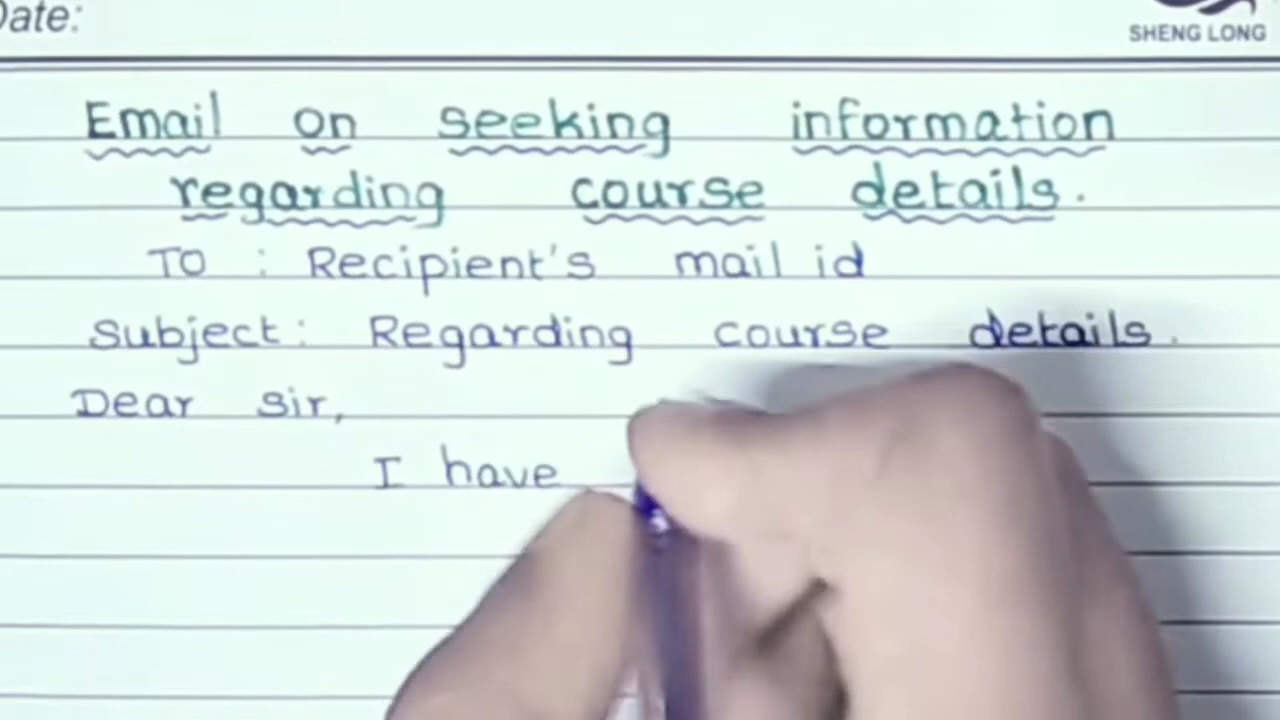 Date:
SHENG LONG
Email on seeking information
regarding course details.
TO : Recipient's mail id
Subject: Regarding course details.
Dear sir,
I have